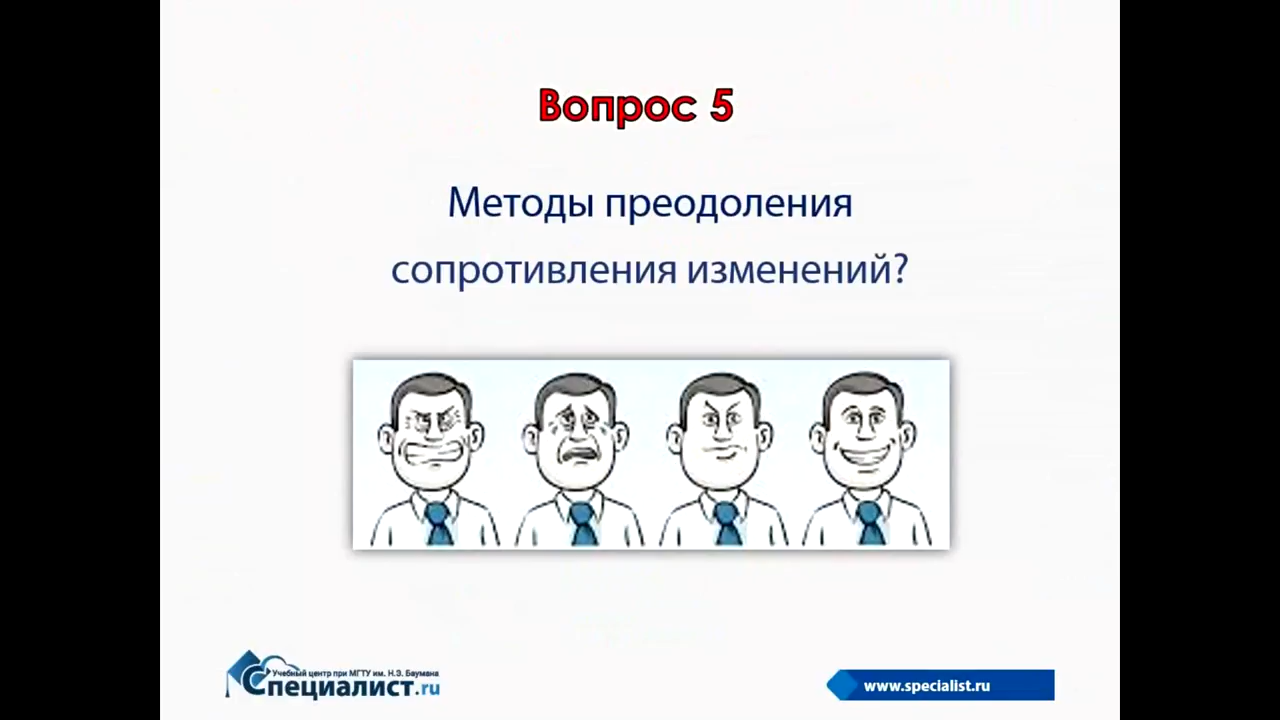 Вопрос 5
Методы преодоления
сопротивления изменений?
Учебный центр при МГТУ им. Н.Э. Баумана
Специалист.ru
www.specialist.ru